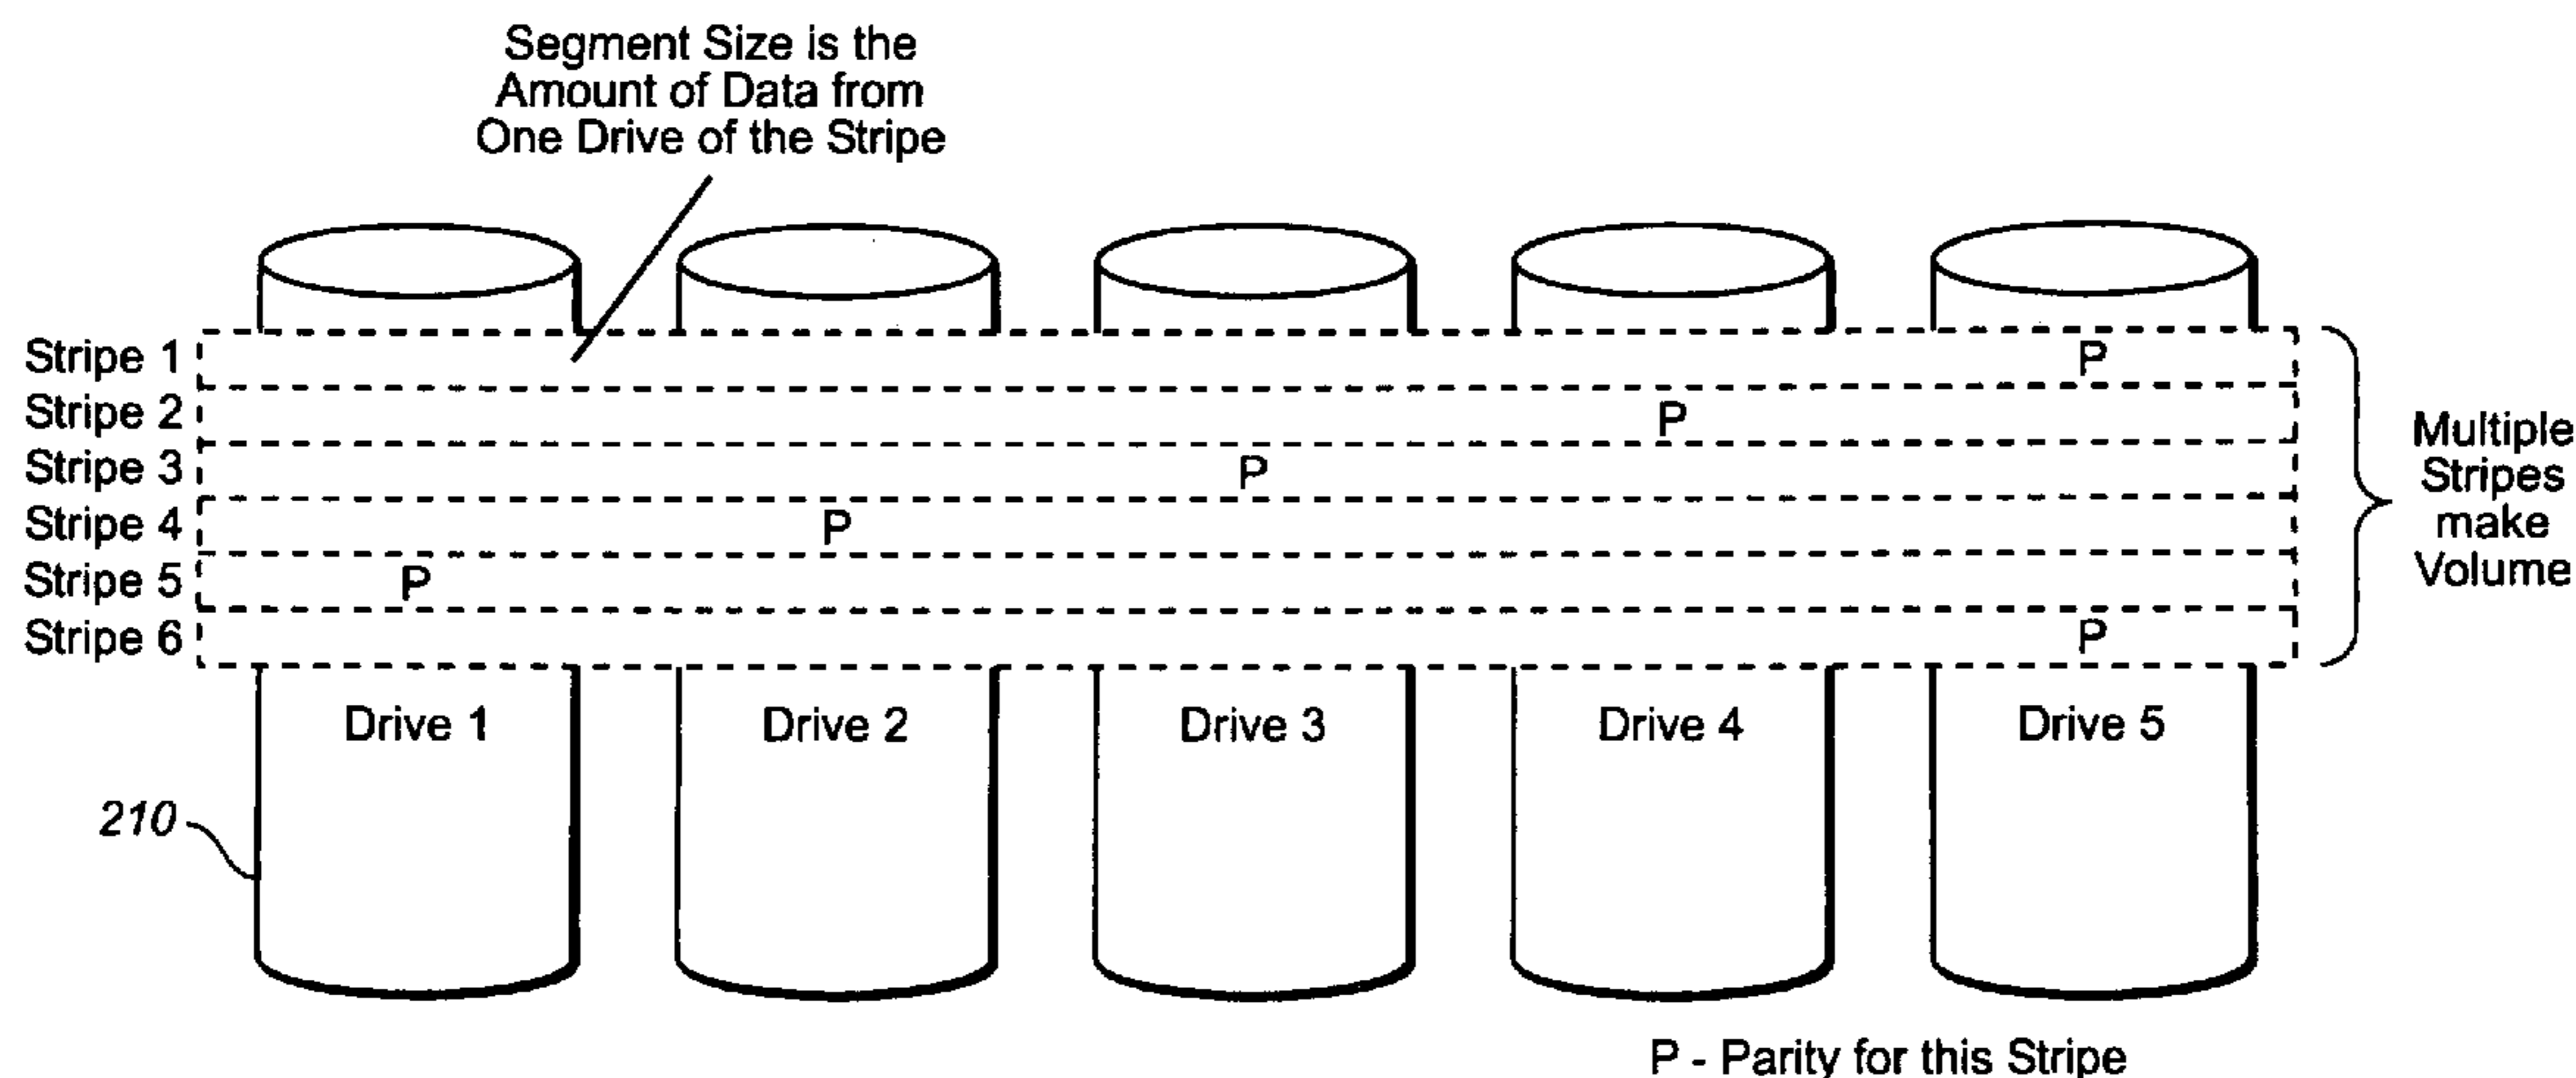 Segment Size is the
Amount of Data from
One Drive of the Stripe
Stripe 1 P
Stripe 2 P
Stripe 3 P
Stripe 4 P
Stripe 5 P
Stripe 6 P
Multiple
Stripes
make
Volume
Drive 1 Drive 2 Drive 3 Drive 4 Drive 5
210
P - Parity for this Stripe